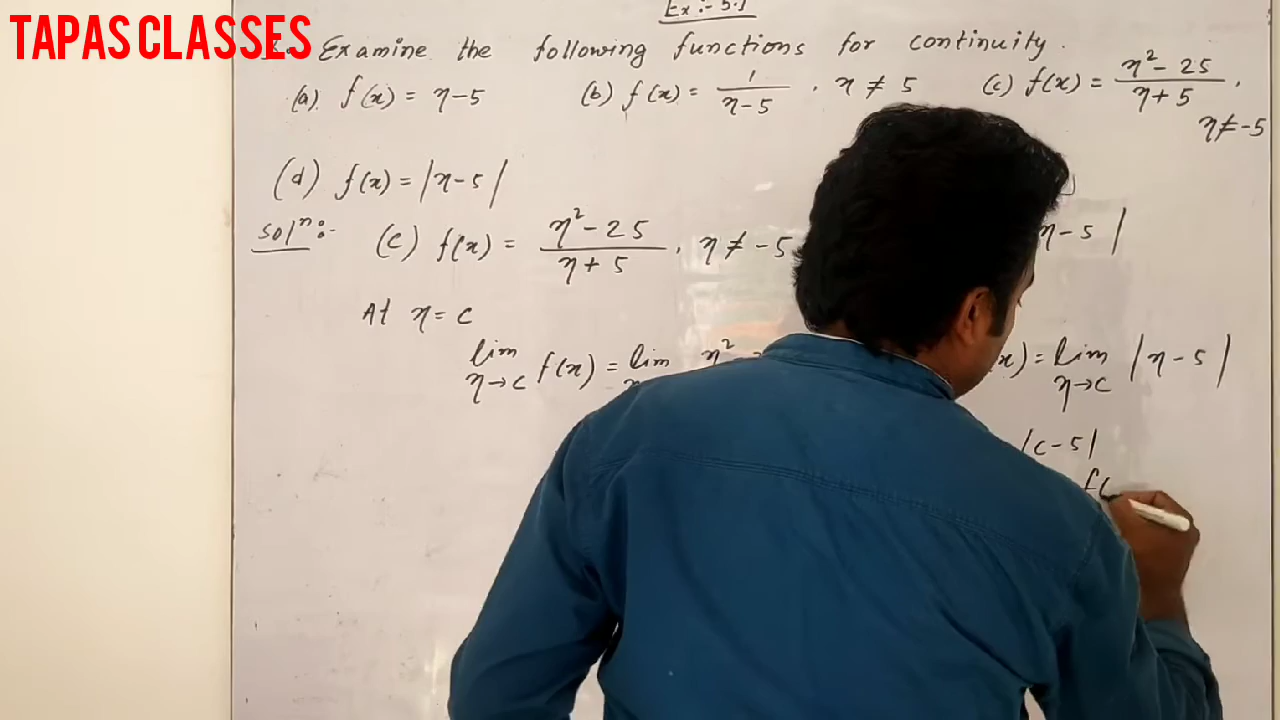 TAPAS CLASSES
Ex:- 5.1
Examine the following functions for continuity.
(a) f(x) = x-5 (b) f(x) = 1/(x-5), x ≠ 5 (c) f(x) = (x²-25)/(x+5),
x ≠ -5
(d) f(x) = |x-5|
Solⁿ:- (c) f(x) = (x²-25)/(x+5), x ≠ -5 x-5|
At x = c
lim x→c f(x) = lim x² x) = lim x→c |x-5|
|c-5|
f(